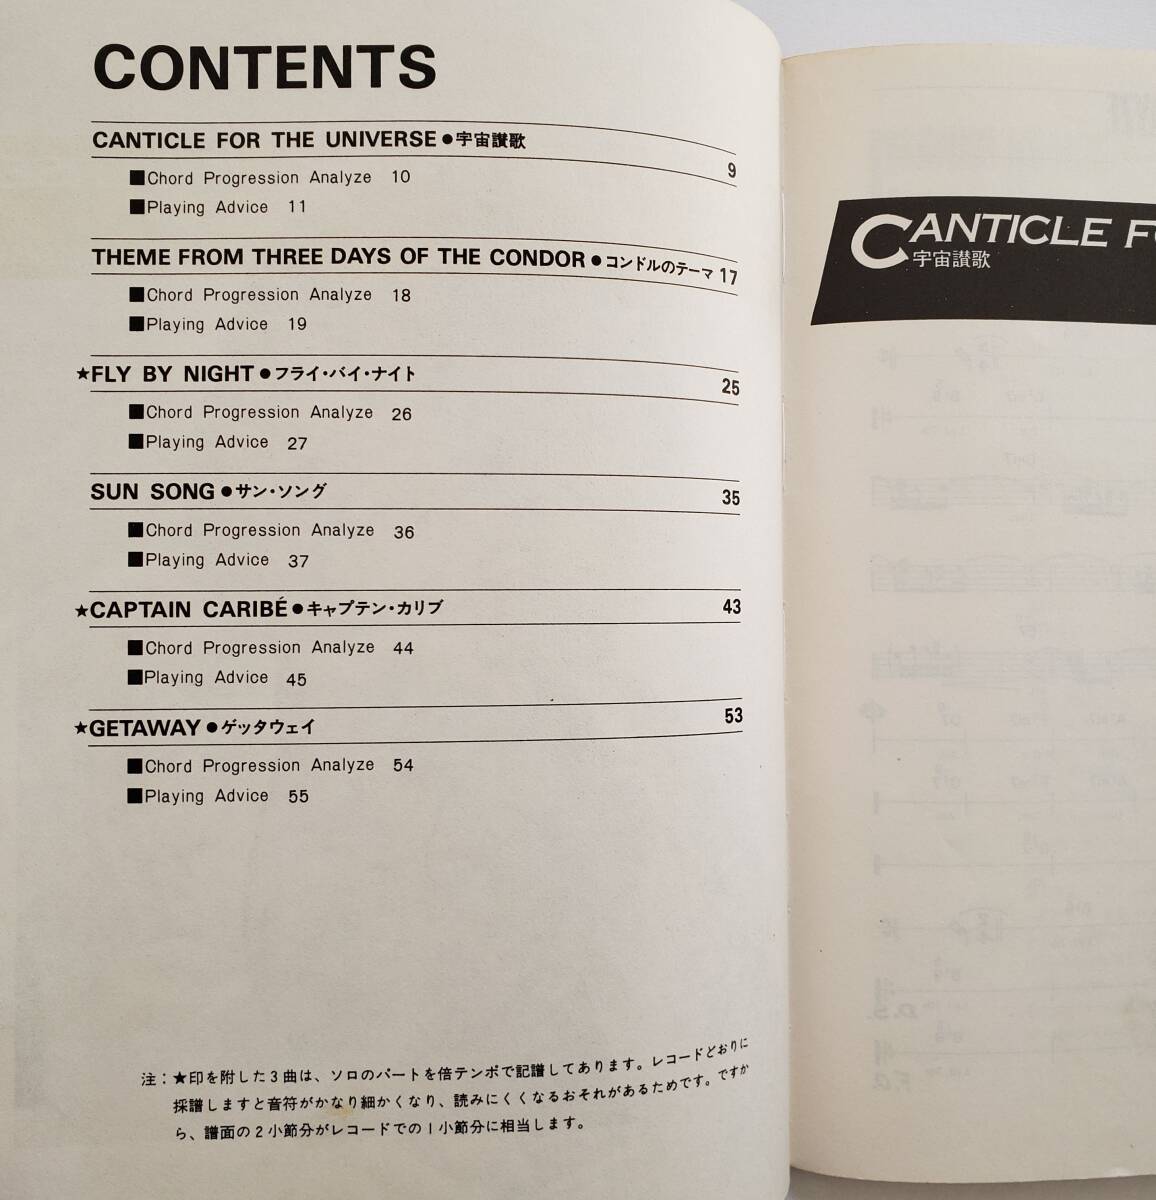 CONTENTS
CANTICLE FOR THE UNIVERSE●宇宙讃歌 9
■Chord Progression Analyze 10
■Playing Advice 11
THEME FROM THREE DAYS OF THE CONDOR●コンドルのテーマ 17
■Chord Progression Analyze 18
■Playing Advice 19
★FLY BY NIGHT●フライ・バイ・ナイト 25
■Chord Progression Analyze 26
■Playing Advice 27
SUN SONG●サン・ソング 35
■Chord Progression Analyze 36
■Playing Advice 37
★CAPTAIN CARIBÉ●キャプテン・カリブ 43
■Chord Progression Analyze 44
■Playing Advice 45
★GETAWAY●ゲッタウェイ 53
■Chord Progression Analyze 54
■Playing Advice 55
注：★印を附した3曲は、ソロのパートを倍テンポで記譜してあります。レコードどおりに
採譜しますと音符がかなり細かくなり、読みにくくなるおそれがあるためです。ですか
ら、譜面の2小節分がレコードでの1小節分に相当します。
CANTICLE FO
宇宙讃歌